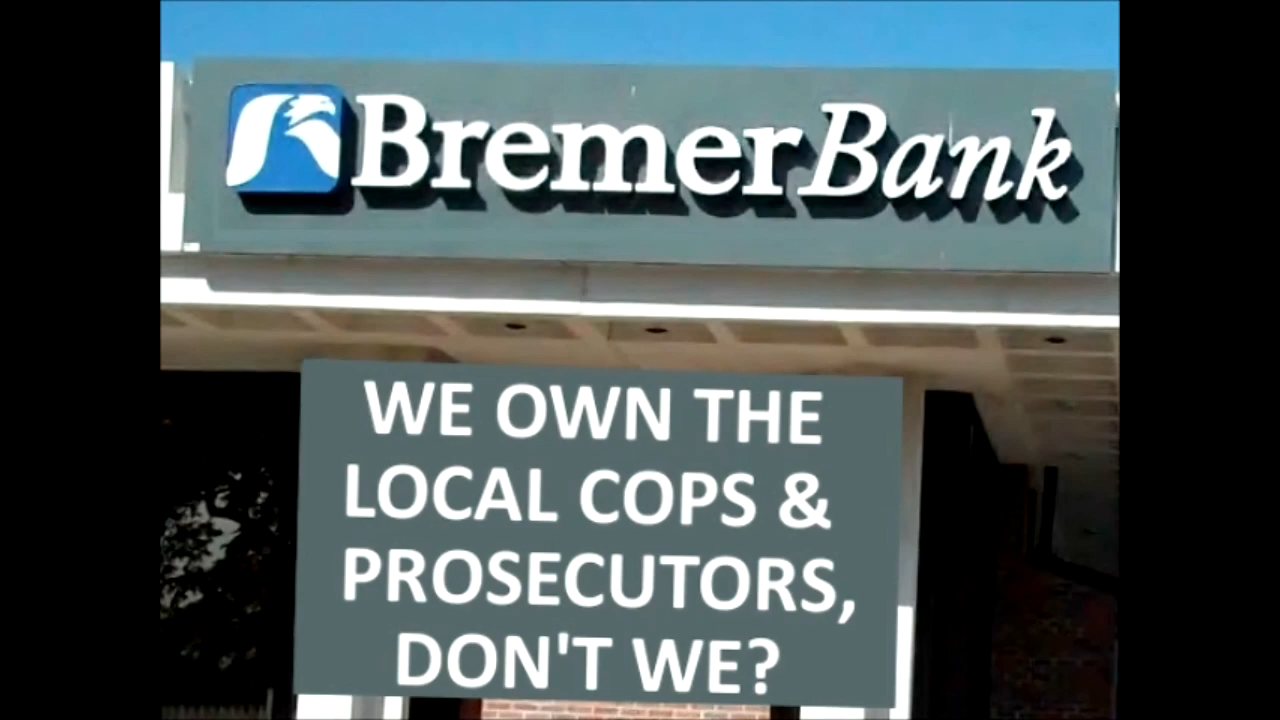 BremerBank
WE OWN THE
LOCAL COPS &
PROSECUTORS,
DON'T WE?